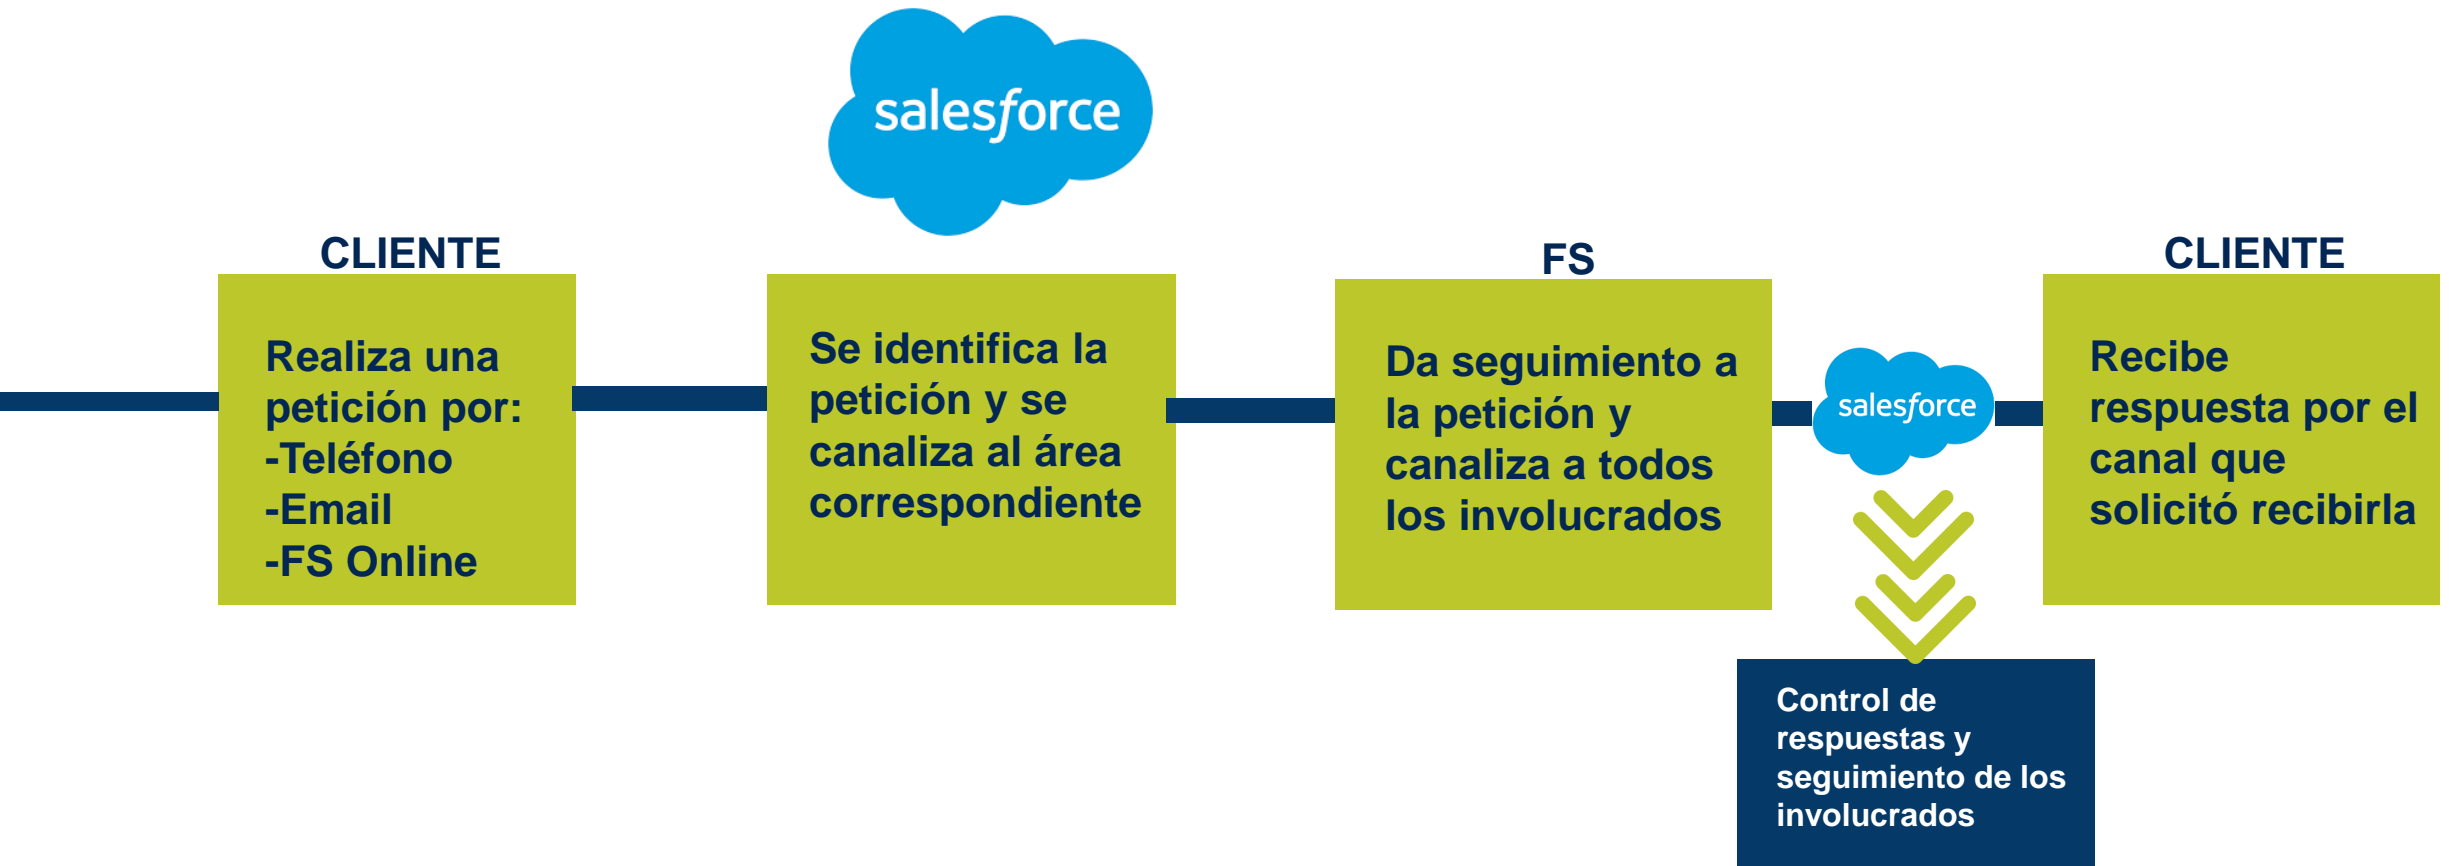 salesforce
CLIENTE
Realiza una
petición por:
-Teléfono
-Email
-FS Online
Se identifica la
petición y se
canaliza al área
correspondiente
FS
Da seguimiento a
la petición y
canaliza a todos
los involucrados
salesforce
CLIENTE
Recibe
respuesta por el
canal que
solicitó recibirla
Control de
respuestas y
seguimiento de los
involucrados